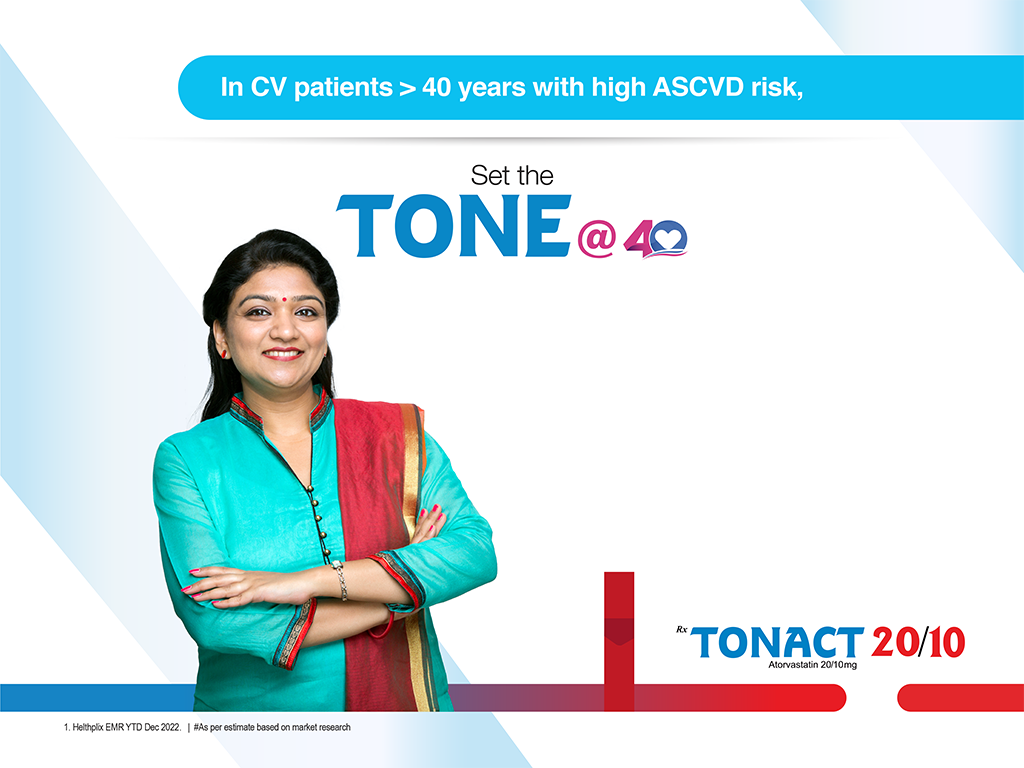 In CV patients > 40 years with high ASCVD risk,
Set the
TONE @ 40
Rx TONACT 20/10
Atorvastatin 20/10mg
1. Helthplix EMR YTD Dec 2022. | #As per estimate based on market research